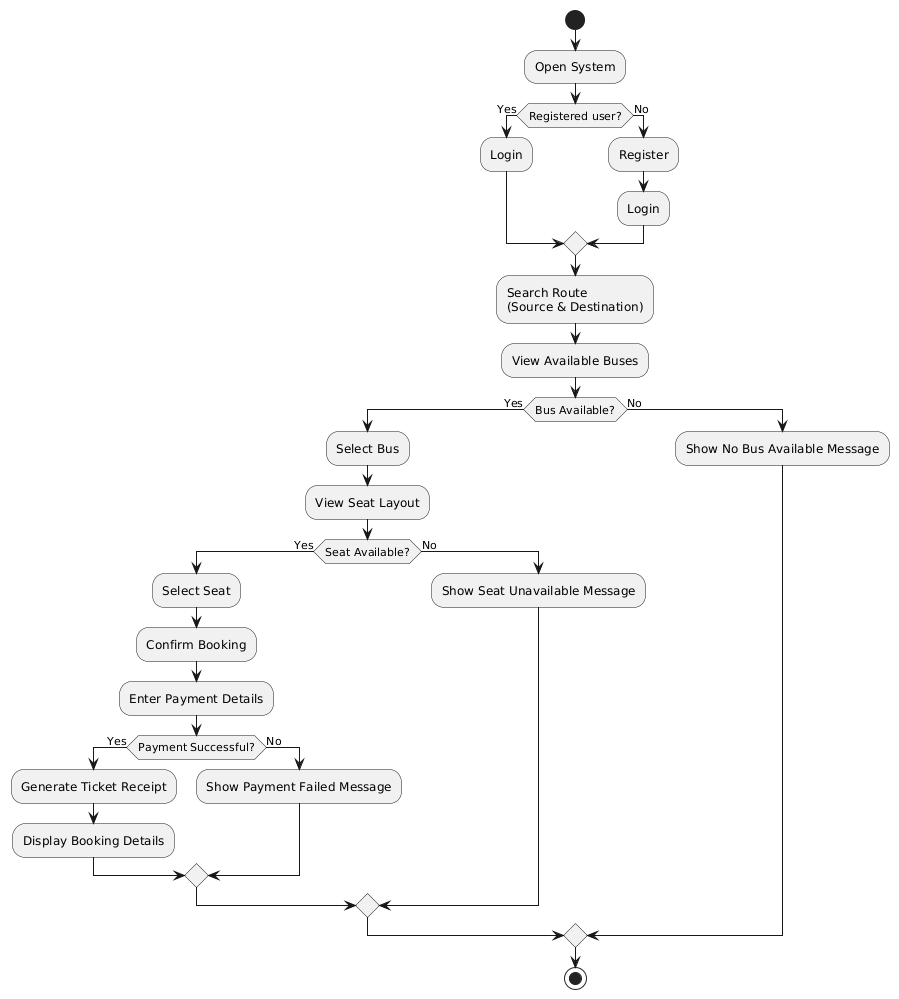 Open System
Yes
Registered user?
No
Login
Register
Login
Search Route
(Source & Destination)
View Available Buses
Yes
Bus Available?
No
Select Bus
Show No Bus Available Message
View Seat Layout
Yes
Seat Available?
No
Select Seat
Show Seat Unavailable Message
Confirm Booking
Enter Payment Details
Yes
Payment Successful?
No
Generate Ticket Receipt
Show Payment Failed Message
Display Booking Details